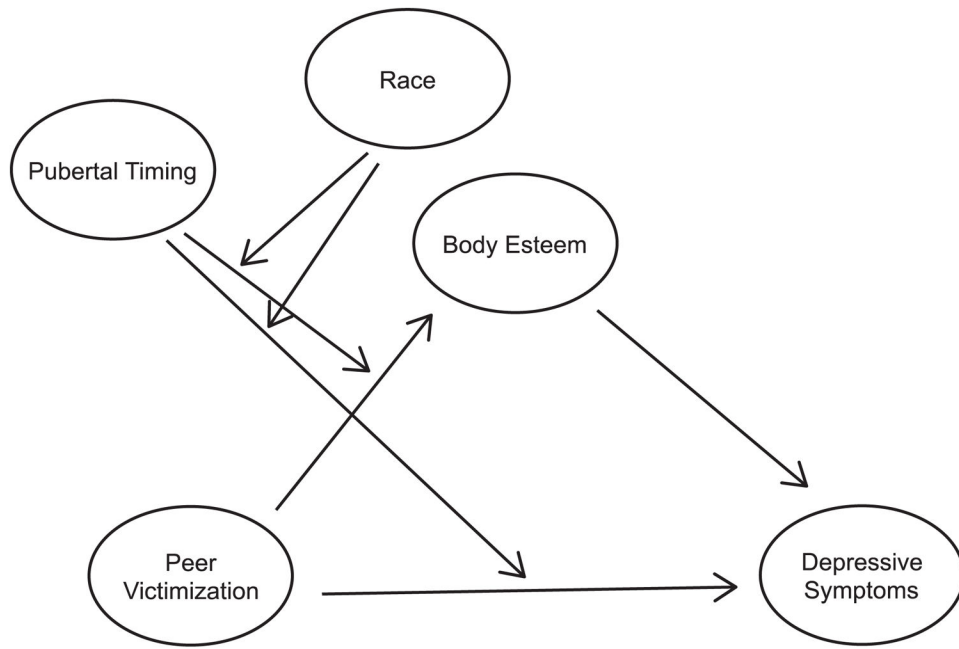 Race
Pubertal Timing
Body Esteem
Peer
Victimization
Depressive
Symptoms